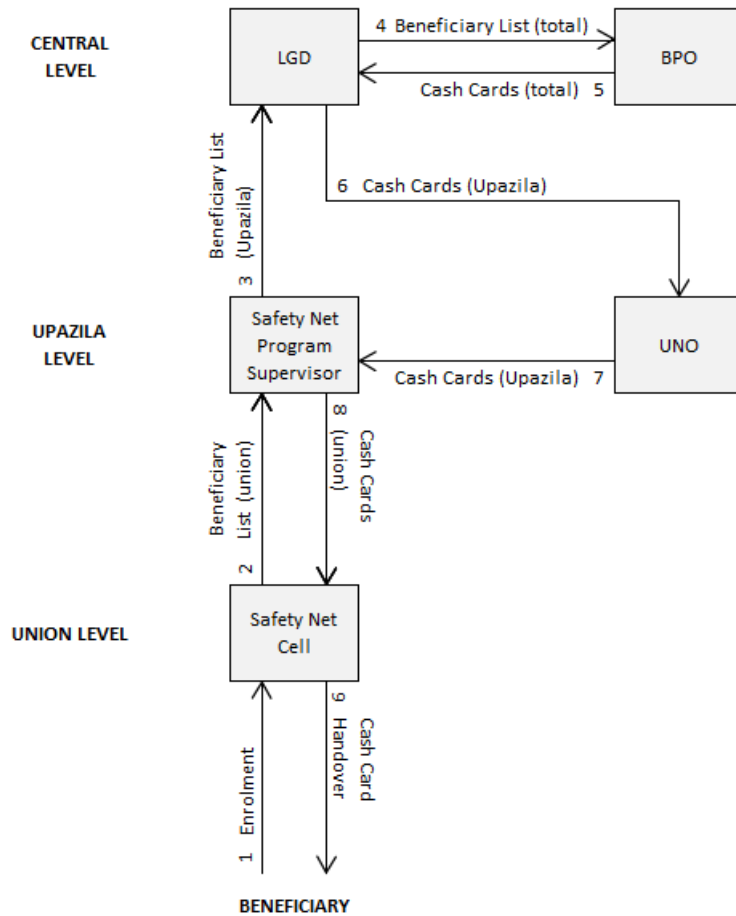 CENTRAL
LEVEL
LGD
4 Beneficiary List (total)
BPO
Cash Cards (total) 5
3 Beneficiary List
(Upazila)
6 Cash Cards (Upazila)
UPAZILA
LEVEL
Safety Net
Program
Supervisor
UNO
Cash Cards (Upazila) 7
2 Beneficiary
List (union)
8 Cash Cards
(union)
UNION LEVEL
Safety Net
Cell
1 Enrolment
9 Cash Card
Handover
BENEFICIARY